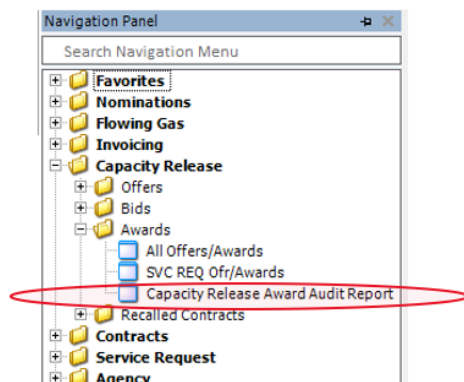 Navigation Panel
Search Navigation Menu
Favorites
Nominations
Flowing Gas
Invoicing
Capacity Release
Offers
Bids
Awards
All Offers/Awards
SVC REQ Ofr/Awards
Capacity Release Award Audit Report
Recalled Contracts
Contracts
Service Request
Agency